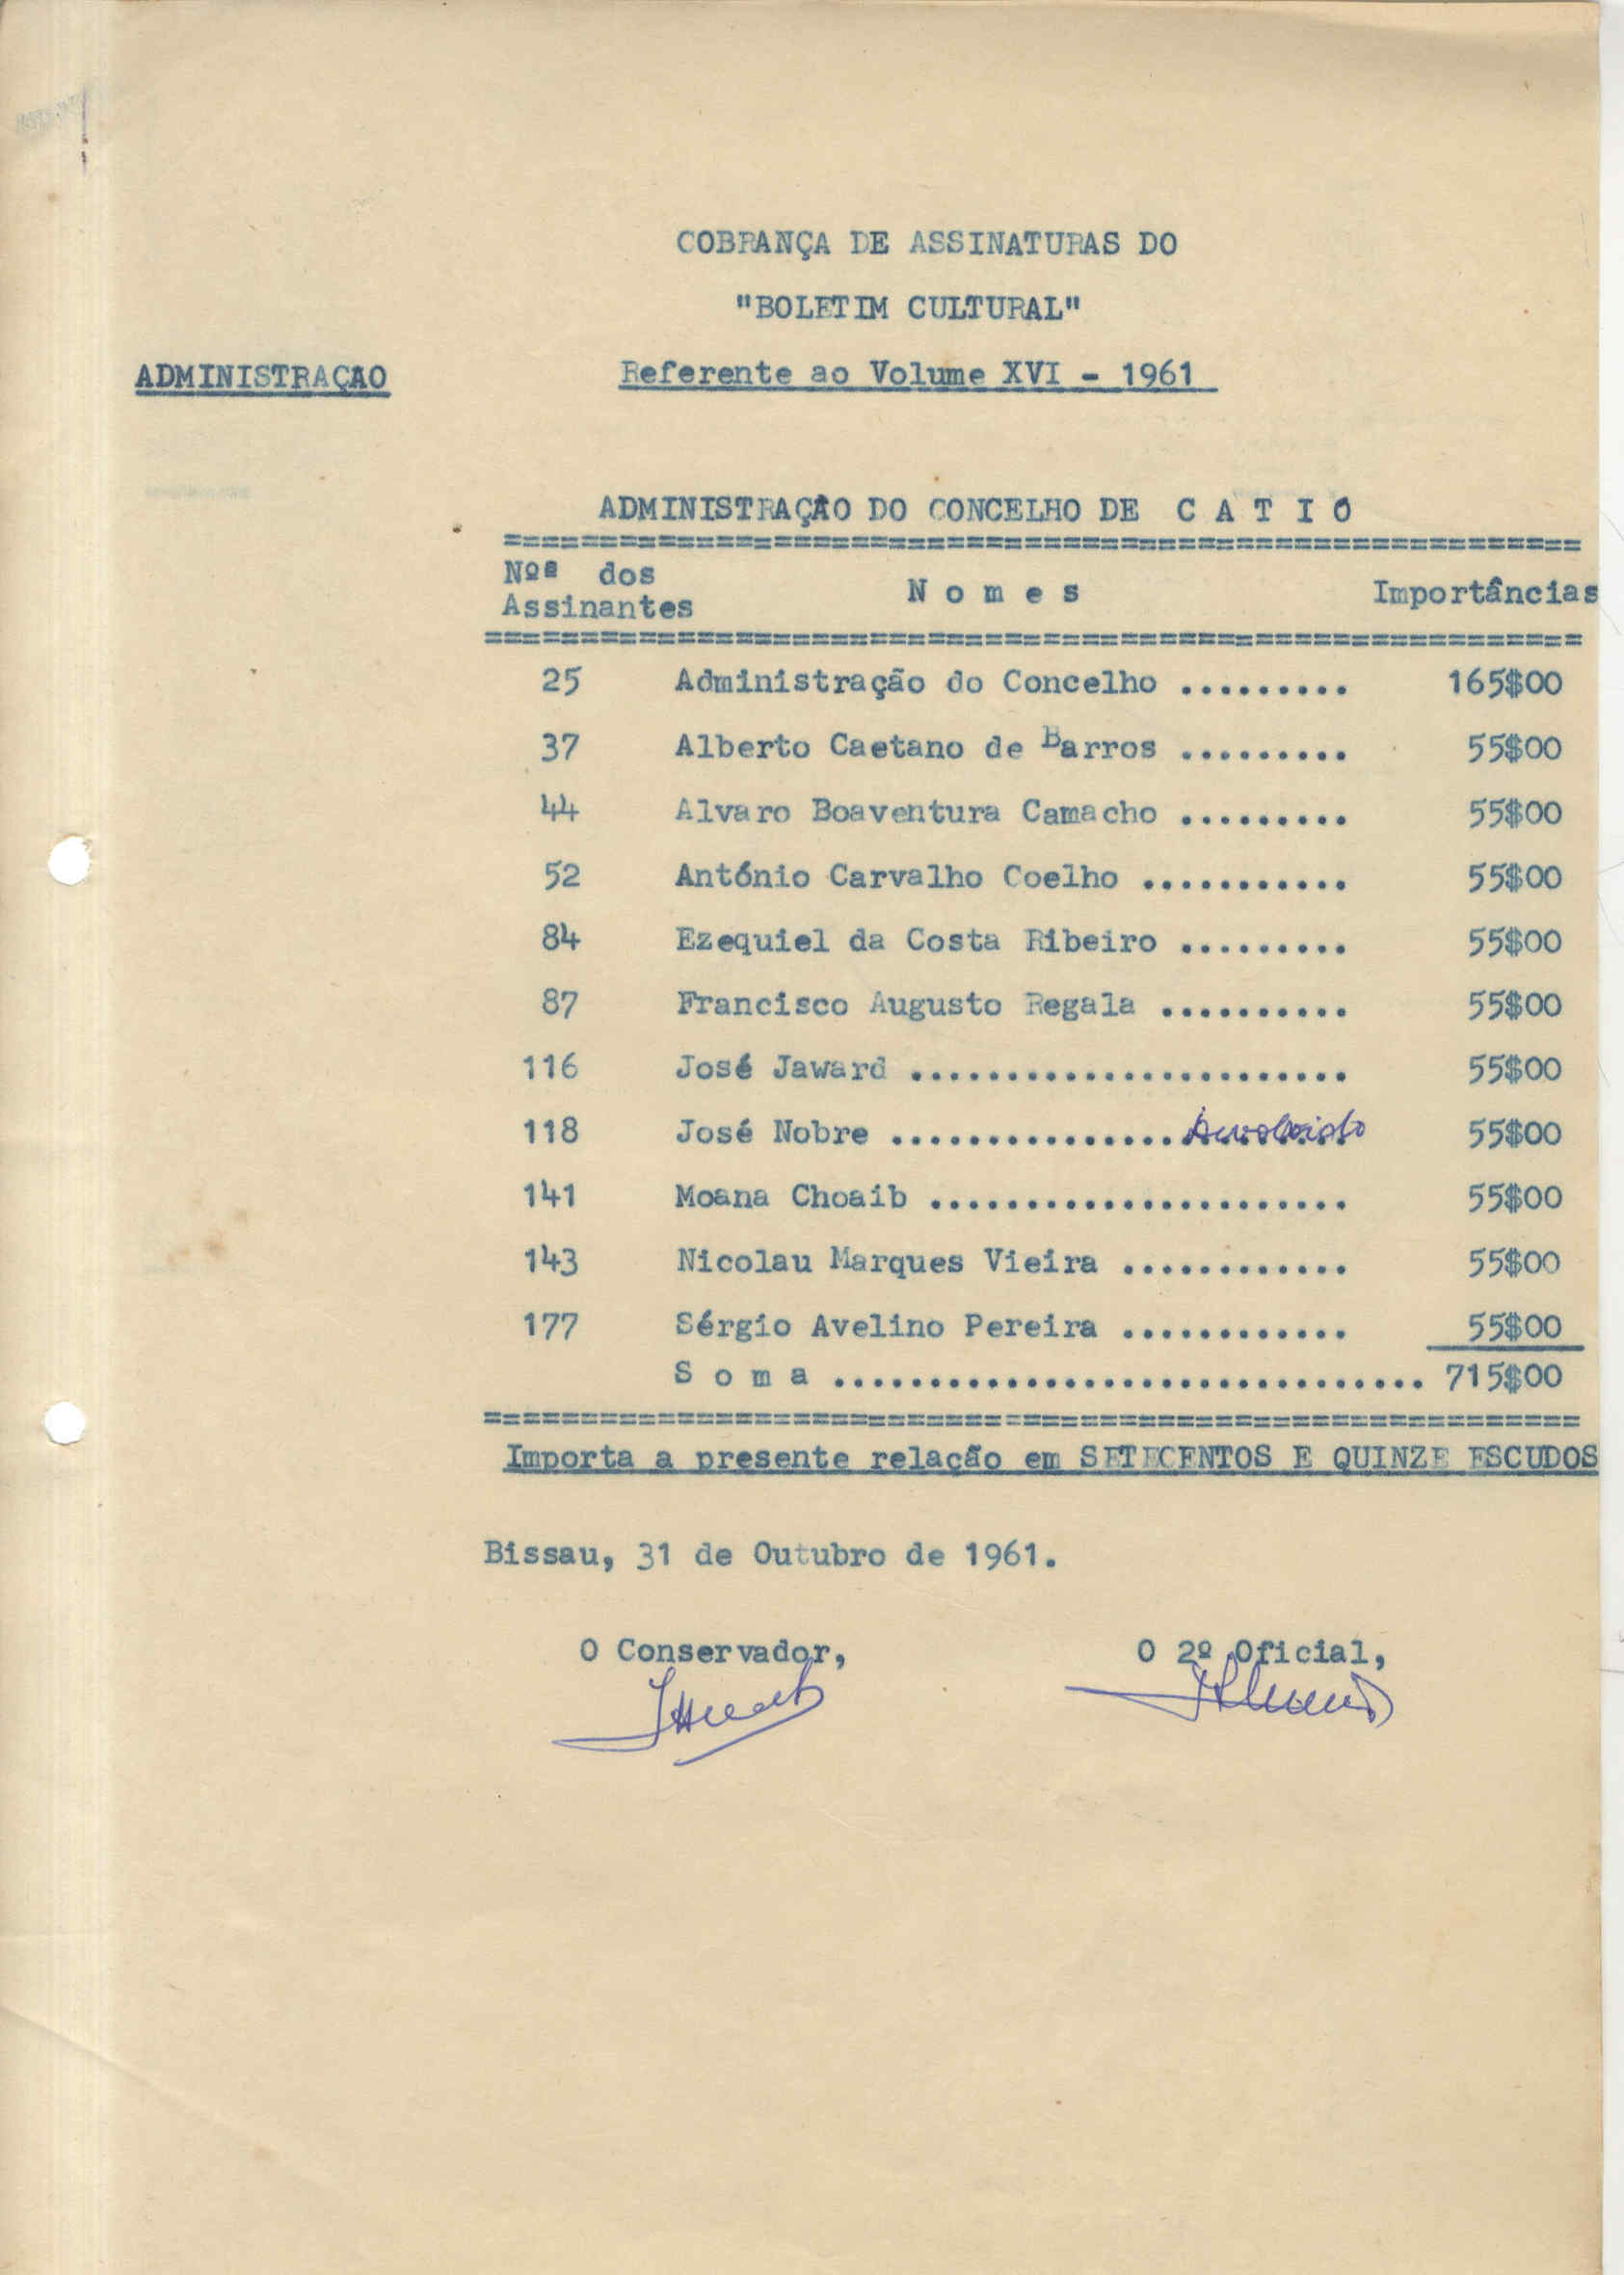 COBRANÇA DE ASSINATURAS DO
"BOLETIM CULTURAL"
ADMINISTRAÇAO
Referente ao Volume XVI - 1961
ADMINISTRAÇÃO DO CONCELHO DE C A T I Ó
==========================================================
Nºs dos
Assinantes N o m e s Importâncias
==========================================================
25 Administração do Concelho ......... 165$00
37 Alberto Caetano de Barros ......... 55$00
44 Alvaro Boaventura Camacho ......... 55$00
52 António Carvalho Coelho ........... 55$00
84 Ezequiel da Costa Ribeiro ......... 55$00
87 Francisco Augusto Regala .......... 55$00
116 José Jaward ....................... 55$00
118 José Nobre ............... devolvido 55$00
141 Moana Choaib ...................... 55$00
143 Nicolau Marques Vieira ............ 55$00
177 Sérgio Avelino Pereira ............ 55$00
S o m a ............................... 715$00
==========================================================
Importa a presente relação em SETECENTOS E QUINZE ESCUDOS
Bissau, 31 de Outubro de 1961.
O Conservador, O 2º Oficial,